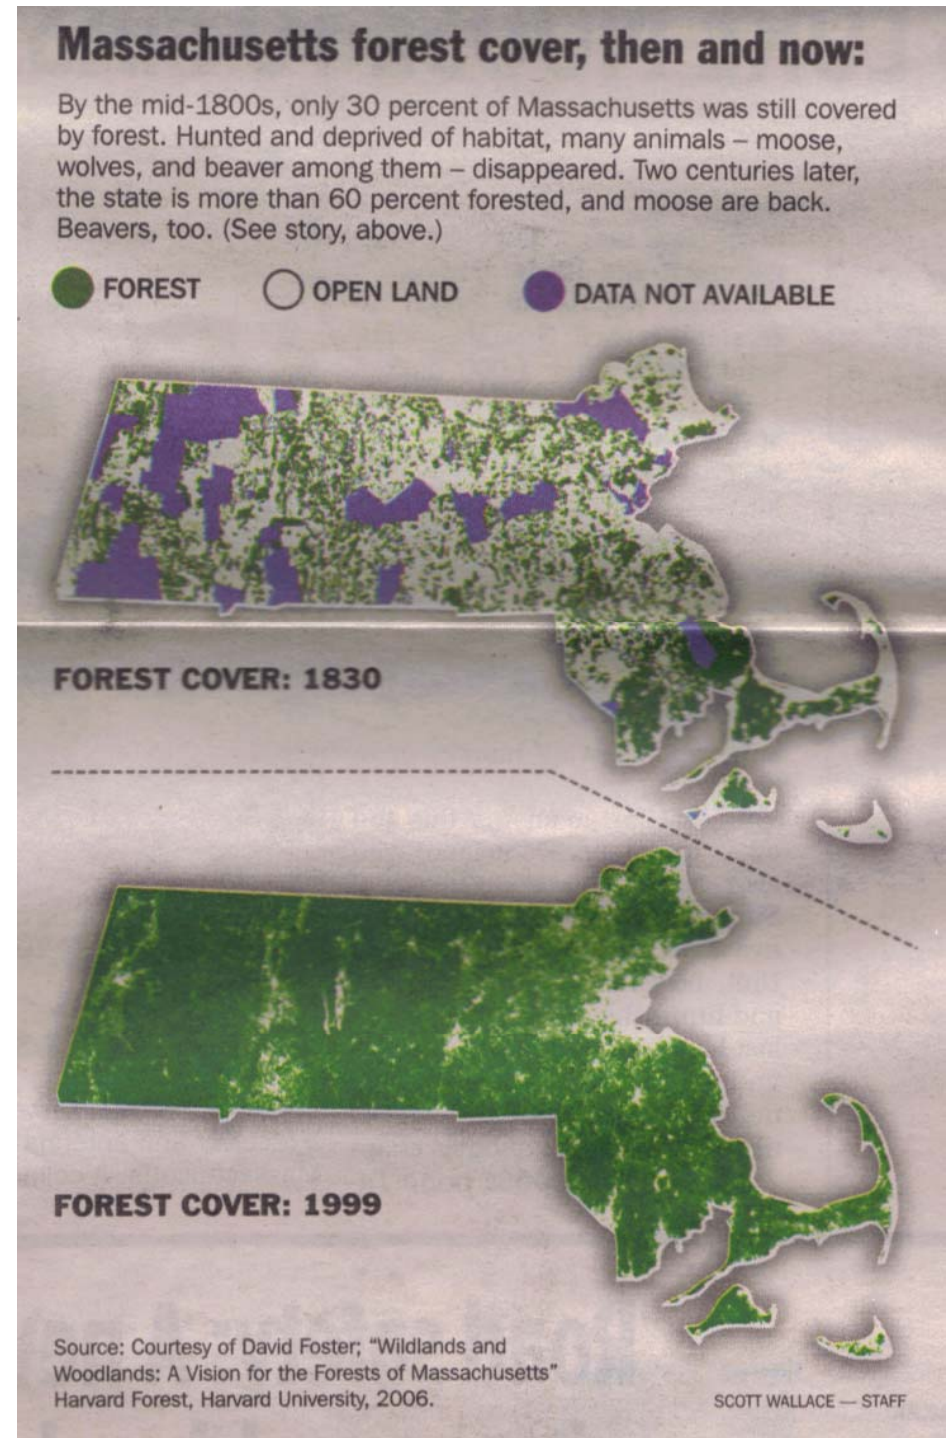 Massachusetts forest cover, then and now:
By the mid-1800s, only 30 percent of Massachusetts was still covered
by forest. Hunted and deprived of habitat, many animals – moose,
wolves, and beaver among them – disappeared. Two centuries later,
the state is more than 60 percent forested, and moose are back.
Beavers, too. (See story, above.)
FOREST
OPEN LAND
DATA NOT AVAILABLE
FOREST COVER: 1830
FOREST COVER: 1999
Source: Courtesy of David Foster; “Wildlands and
Woodlands: A Vision for the Forests of Massachusetts”
Harvard Forest, Harvard University, 2006.
SCOTT WALLACE — STAFF